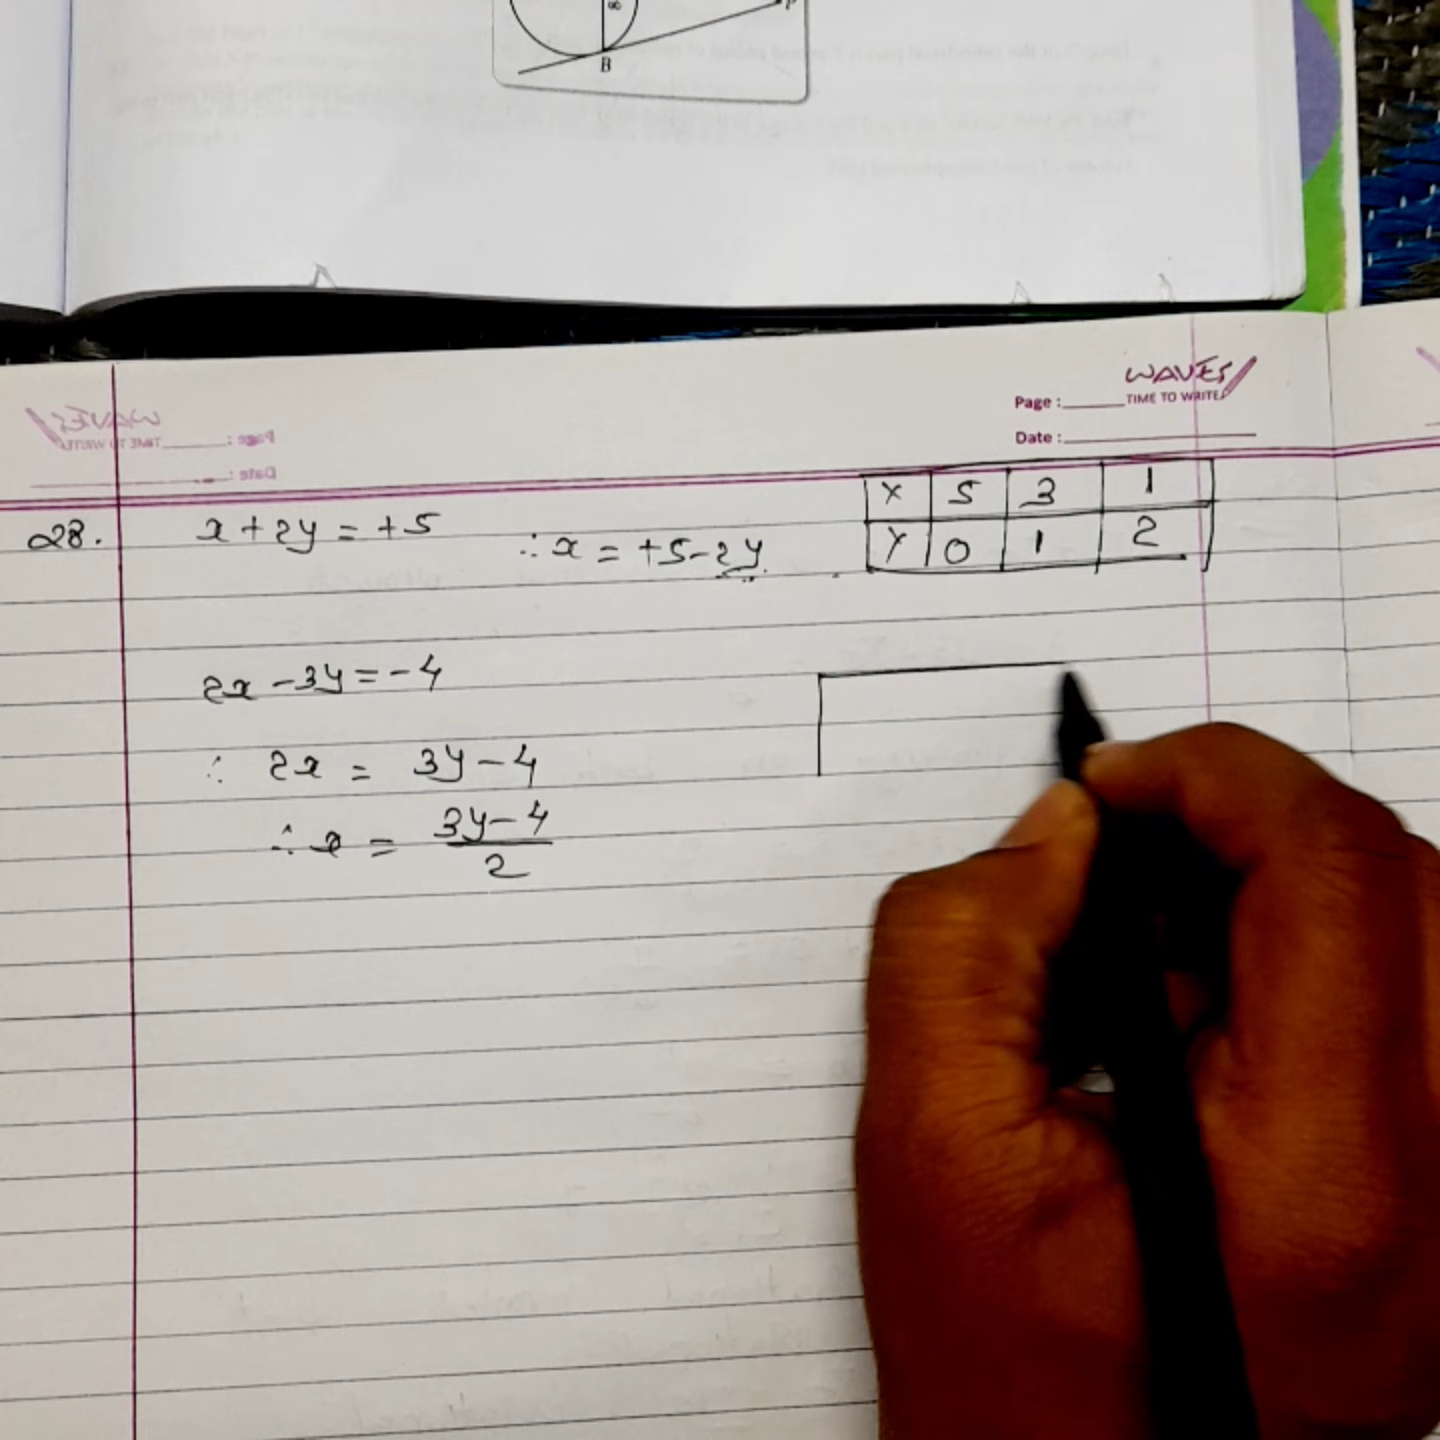 B
WAVES
Page : TIME TO WRITE
Date :
X 5 3 1
Y 0 1 2
Q28. x + 2y = +5 ∴ x = +5-2y
2x - 3y = -4
∴ 2x = 3y - 4
∴ x = 3y - 4
2